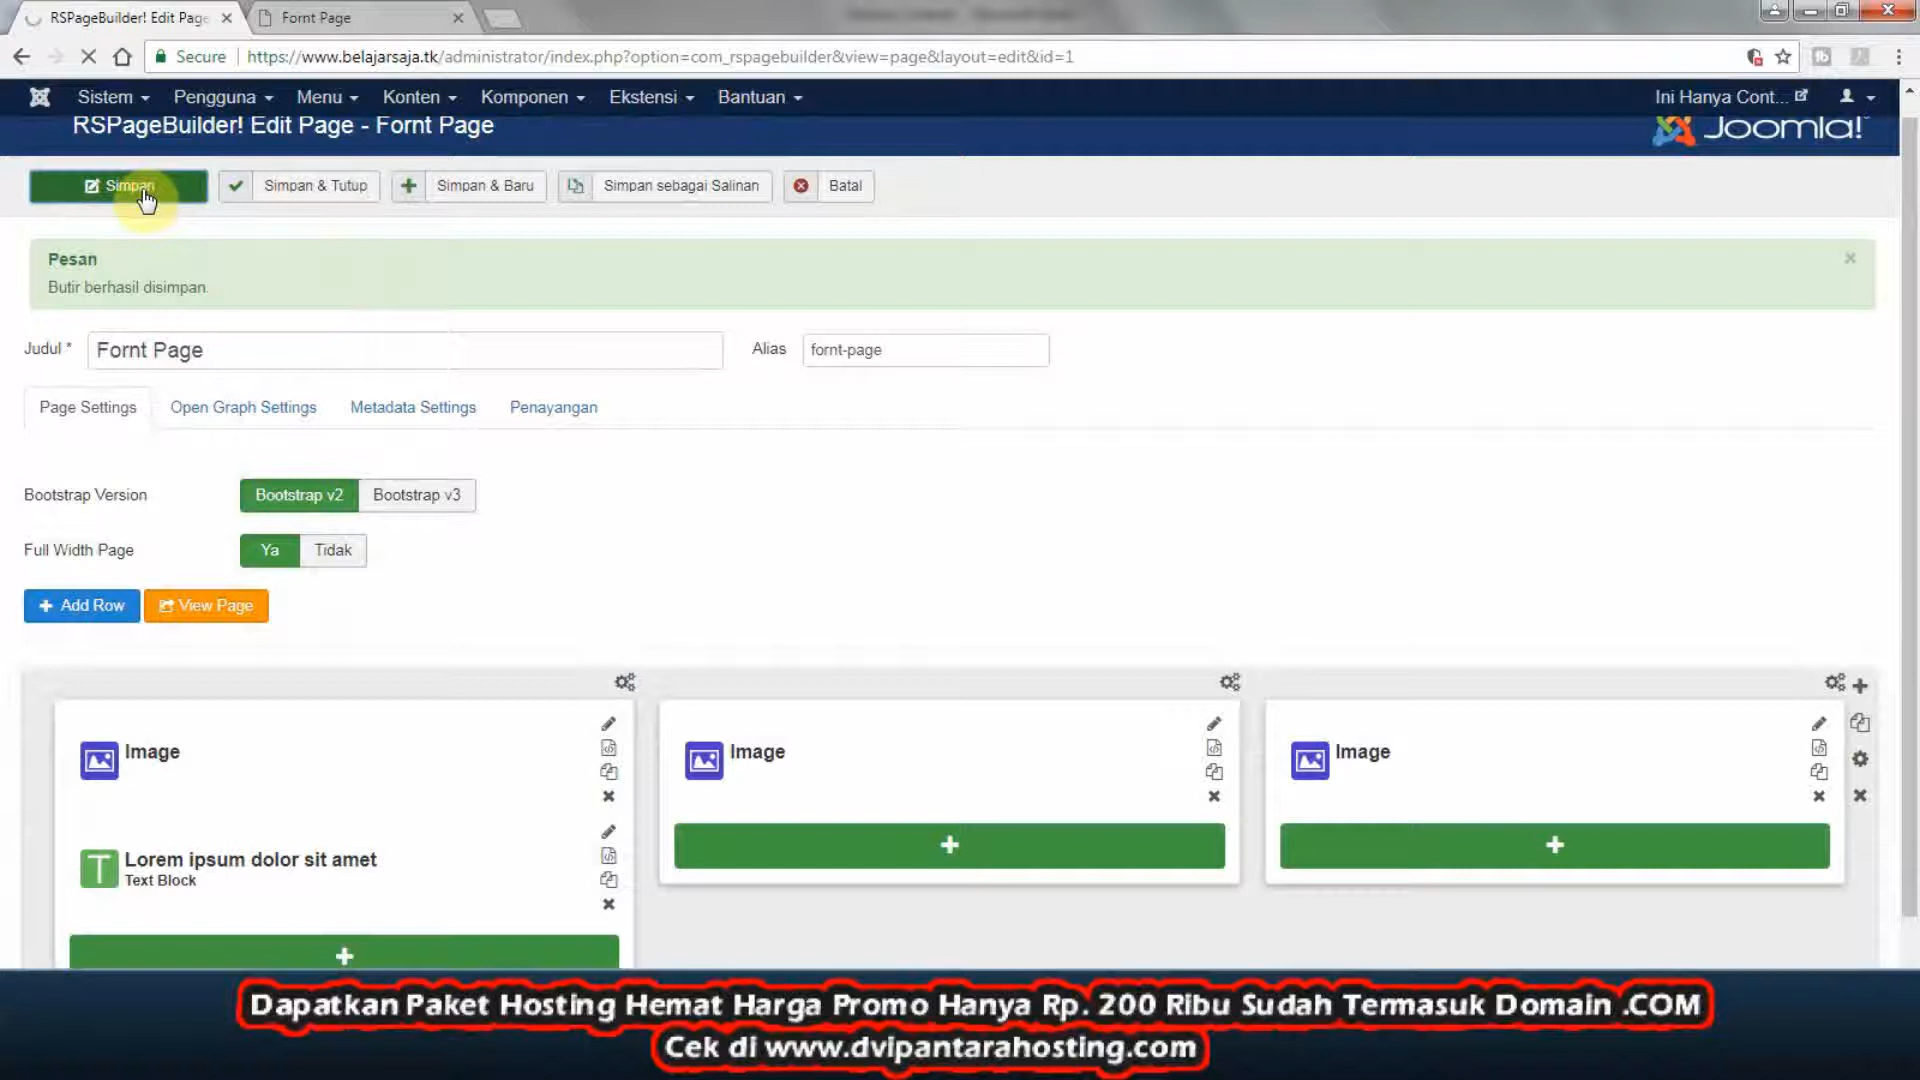 RSPageBuilder! Edit Page
Fornt Page
Secure
https://www.belajarsaja.tk/administrator/index.php?option=com_rspagebuilder&view=page&layout=edit&id=1
Sistem Pengguna Menu Konten Komponen Ekstensi Bantuan
Ini Hanya Cont...
RSPageBuilder! Edit Page - Fornt Page
Joomla!
Simpan
Simpan & Tutup
Simpan & Baru
Simpan sebagai Salinan
Batal
Pesan
Butir berhasil disimpan.
Judul *
Fornt Page
Alias
fornt-page
Page Settings
Open Graph Settings
Metadata Settings
Penayangan
Bootstrap Version
Bootstrap v2
Bootstrap v3
Full Width Page
Ya
Tidak
Add Row
View Page
Image
Image
Image
Lorem ipsum dolor sit amet
Text Block
Dapatkan Paket Hosting Hemat Harga Promo Hanya Rp. 200 Ribu Sudah Termasuk Domain .COM
Cek di www.dvipantarahosting.com